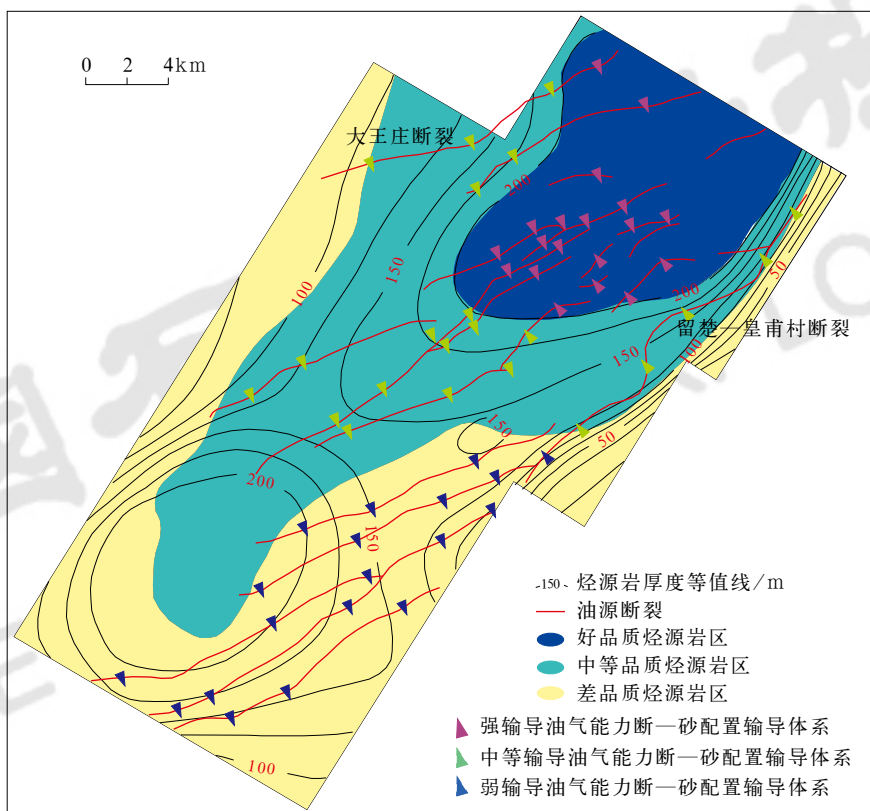 0 2 4km
大王庄断裂
200
150
100
50
200
留楚—皇甫村断裂
100
150
150
50
200
150
100
-150- 烃源岩厚度等值线/m
油源断裂
好品质烃源岩区
中等品质烃源岩区
差品质烃源岩区
强输导油气能力断—砂配置输导体系
中等输导油气能力断—砂配置输导体系
弱输导油气能力断—砂配置输导体系